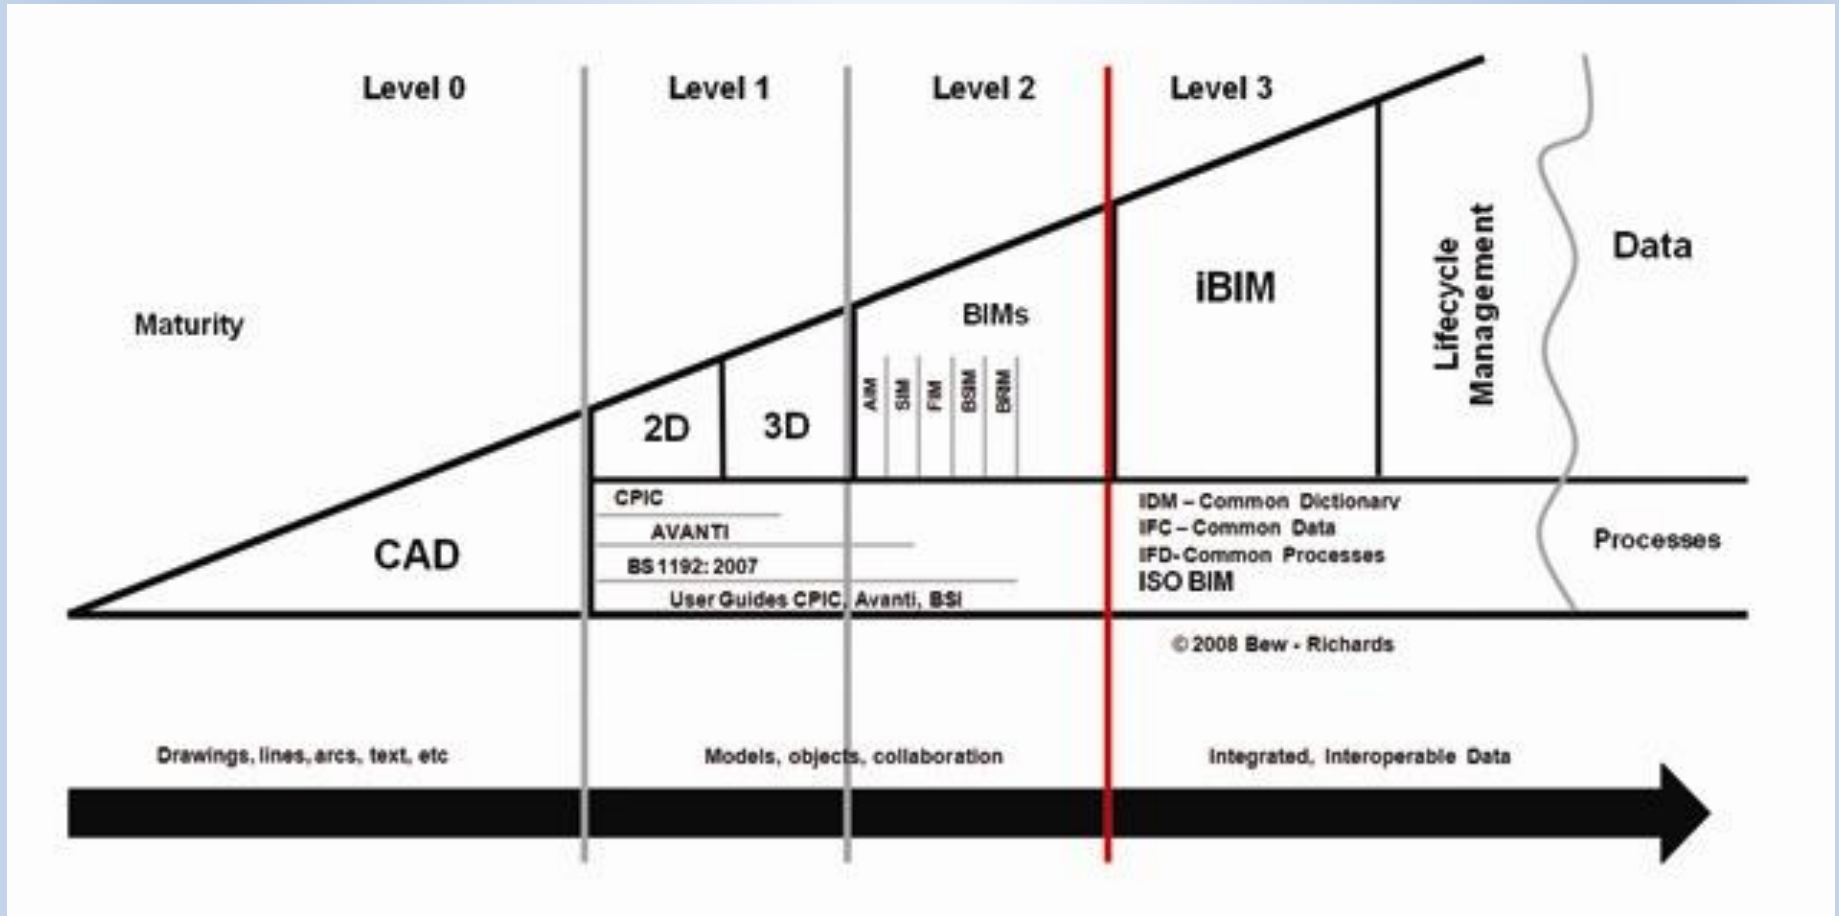 Level 0
Level 1
Level 2
Level 3
Maturity
Data
Lifecycle
Management
iBIM
BIMs
AIM
SIM
FIM
BSIM
BRIM
2D
3D
CAD
CPIC
AVANTI
BS 1192: 2007
User Guides CPIC, Avanti, BSI
IDM – Common Dictionary
IFC – Common Data
IFD- Common Processes
ISO BIM
Processes
© 2008 Bew - Richards
Drawings, lines, arcs, text, etc
Models, objects, collaboration
Integrated, Interoperable Data